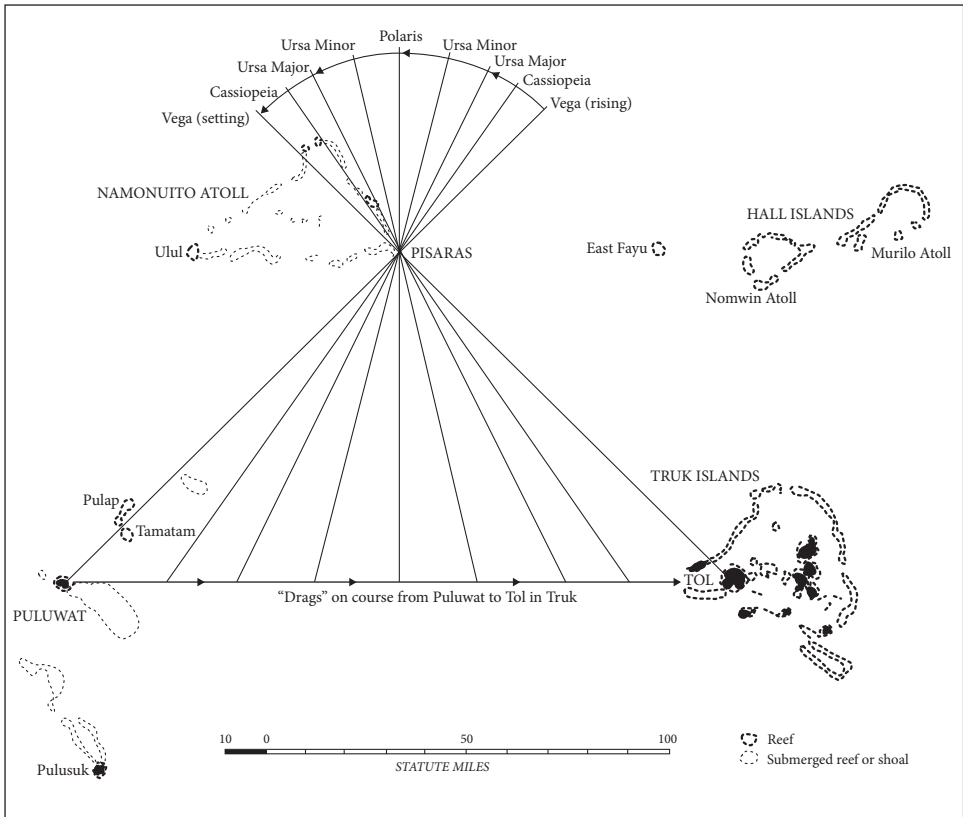 Polaris
Ursa Minor
Ursa Minor
Ursa Major
Ursa Major
Cassiopeia
Cassiopeia
Vega (setting)
Vega (rising)
NAMONUITO ATOLL
HALL ISLANDS
Ulul
PISARAS
East Fayu
Murilo Atoll
Nomwin Atoll
TRUK ISLANDS
Pulap
Tamatam
TOL
"Drags" on course from Puluwat to Tol in Truk
PULUWAT
10 0 50 100
STATUTE MILES
Reef
Submerged reef or shoal
Pulusuk